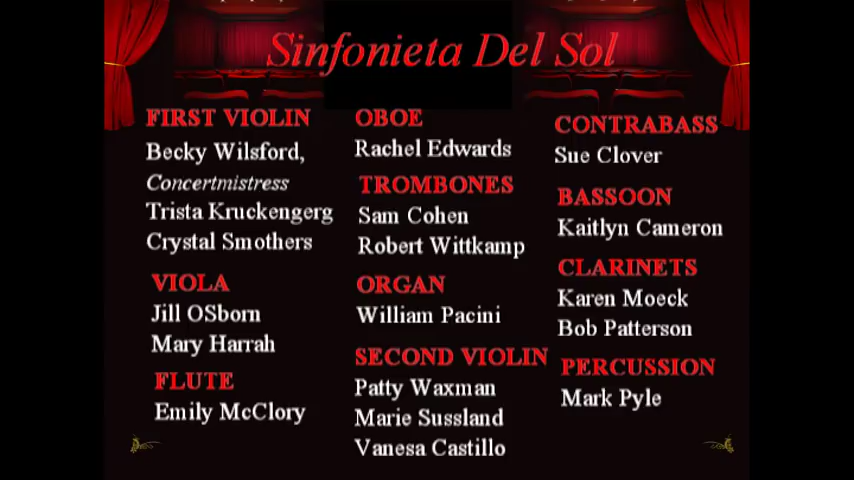 Sinfonieta Del Sol
FIRST VIOLIN
Becky Wilsford,
Concertmistress
Trista Kruckengerg
Crystal Smothers
VIOLA
Jill OSborn
Mary Harrah
FLUTE
Emily McClory
OBOE
Rachel Edwards
TROMBONES
Sam Cohen
Robert Wittkamp
ORGAN
William Pacini
SECOND VIOLIN
Patty Waxman
Marie Sussland
Vanesa Castillo
CONTRABASS
Sue Clover
BASSOON
Kaitlyn Cameron
CLARINETS
Karen Moeck
Bob Patterson
PERCUSSION
Mark Pyle